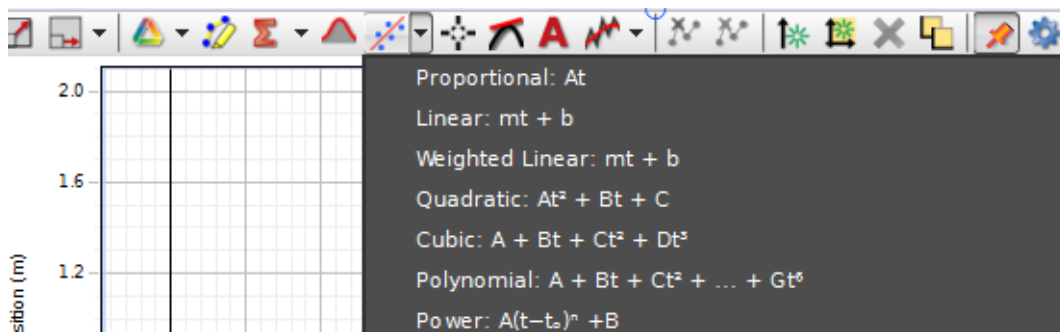 Proportional: At
2.0
Linear: mt + b
Weighted Linear: mt + b
1.6
Quadratic: At² + Bt + C
Cubic: A + Bt + Ct² + Dt³
1.2
Polynomial: A + Bt + Ct² + ... + Gt⁶
sition (m)
Power: A(t−t₀)ⁿ +B